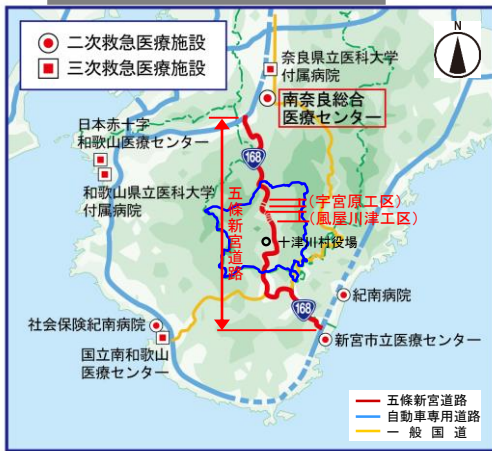 二次救急医療施設
三次救急医療施設
N
奈良県立医科大学
付属病院
南奈良総合
医療センター
日本赤十字
和歌山医療センター
和歌山県立医科大学
付属病院
168
五條新宮道路
(宇宮原工区)
(風屋川津工区)
十津川村役場
紀南病院
168
社会保険紀南病院
国立南和歌山
医療センター
新宮市立医療センター
五條新宮道路
自動車専用道路
一般国道